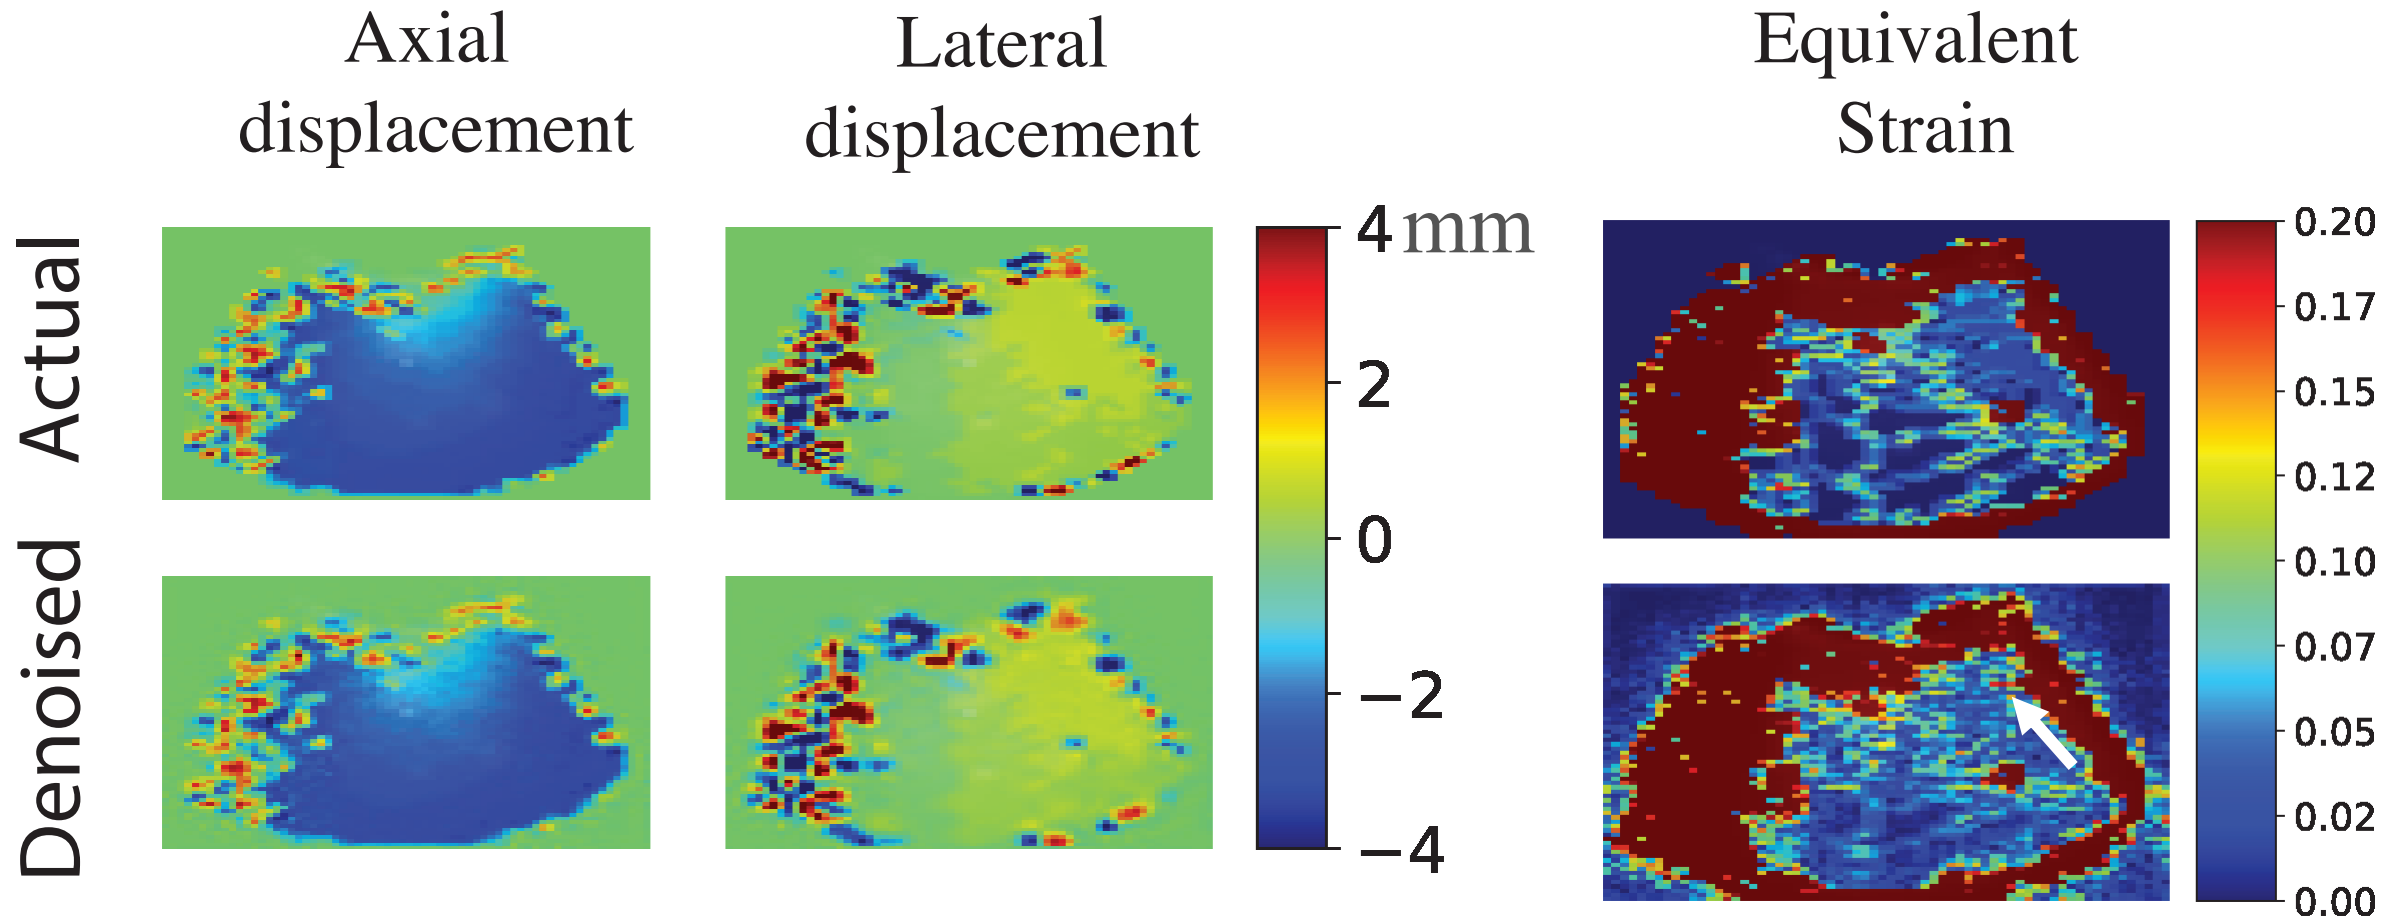 Axial
displacement
Lateral
displacement
Equivalent
Strain
Actual
Denoised
4 mm
2
0
−2
−4
0.20
0.17
0.15
0.12
0.10
0.07
0.05
0.02
0.00